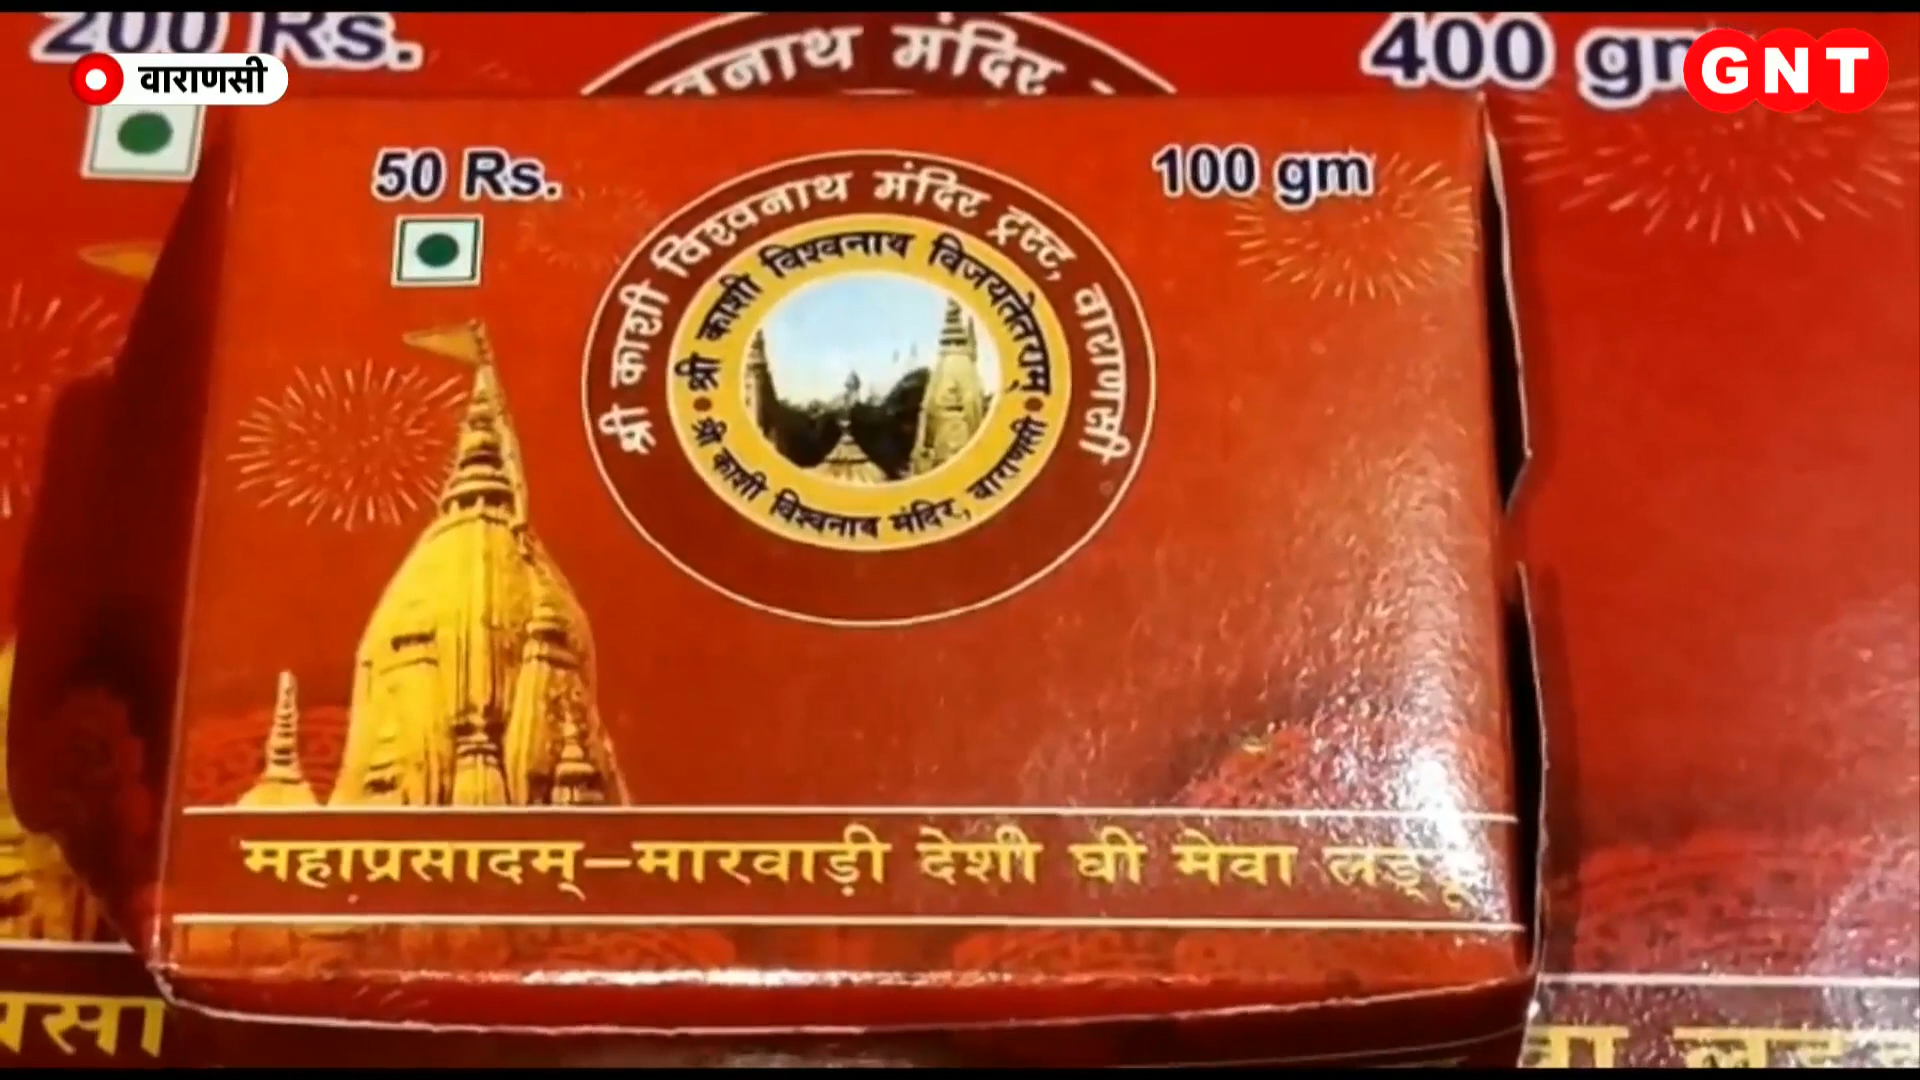 200 Rs.
400 gm
GNT
वाराणसी
मंदिर
50 Rs.
100 gm
श्री काशी विश्वनाथ मंदिर ट्रस्ट, वाराणसी
श्री काशी विश्वनाथ विजयतेतराम्
श्री काशी विश्वनाथ मंदिर, वाराणसी
महाप्रसादम्–मारवाड़ी देशी घी मेवा लड्डू